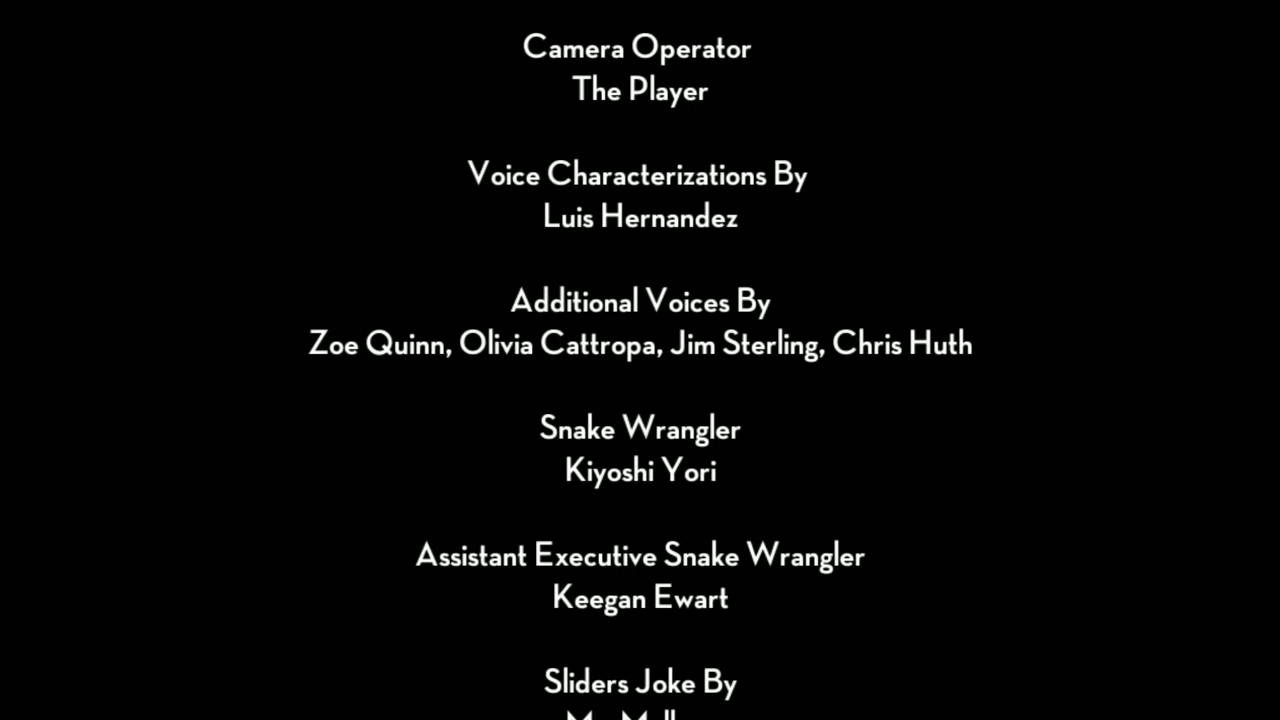 Camera Operator
The Player
Voice Characterizations By
Luis Hernandez
Additional Voices By
Zoe Quinn, Olivia Cattropa, Jim Sterling, Chris Huth
Snake Wrangler
Kiyoshi Yori
Assistant Executive Snake Wrangler
Keegan Ewart
Sliders Joke By